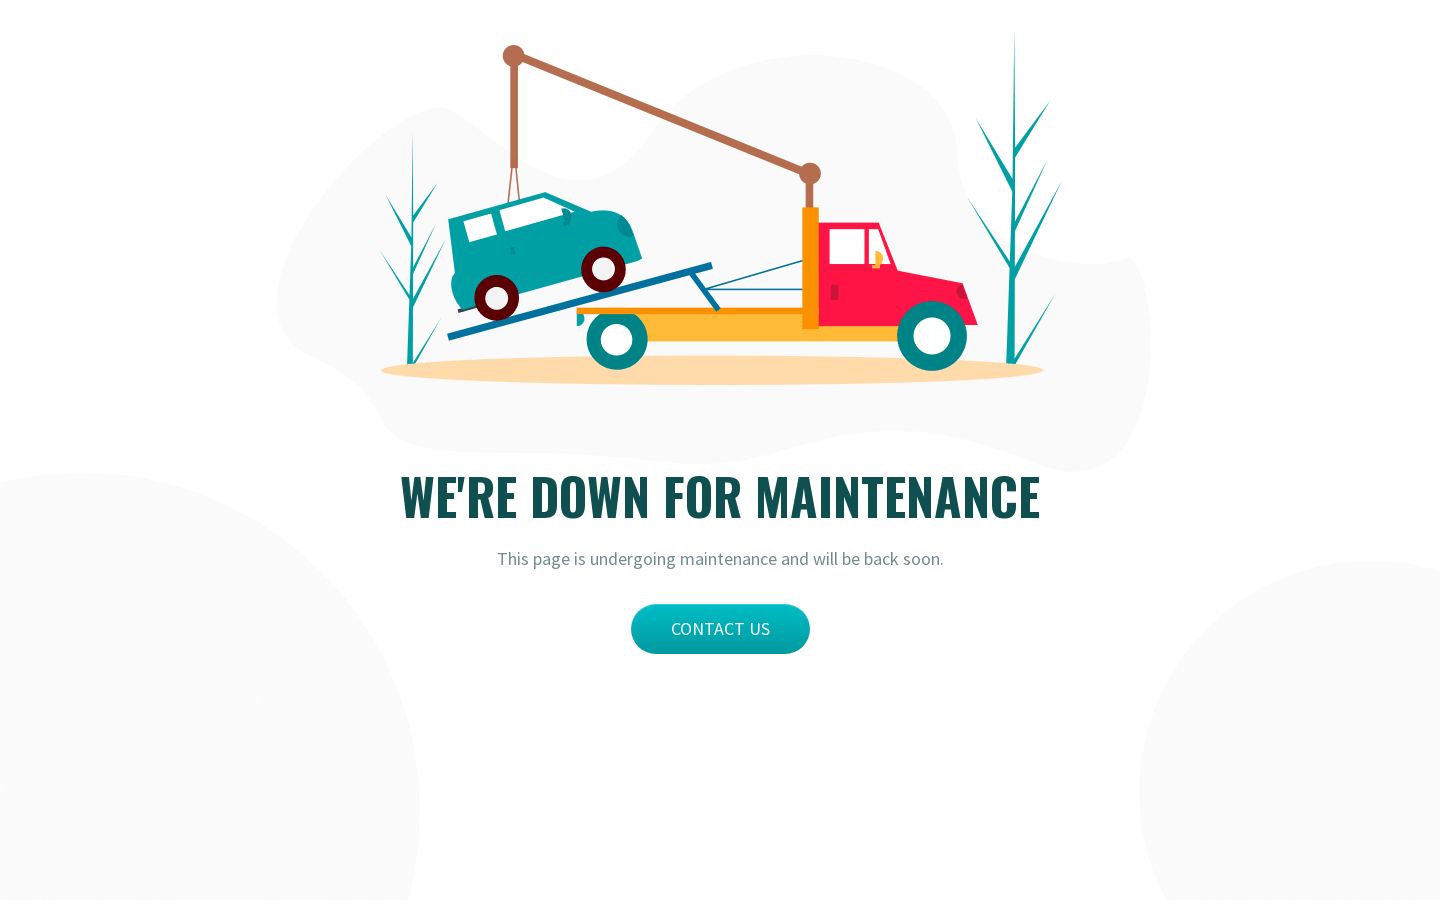 WE'RE DOWN FOR MAINTENANCE
This page is undergoing maintenance and will be back soon.
CONTACT US